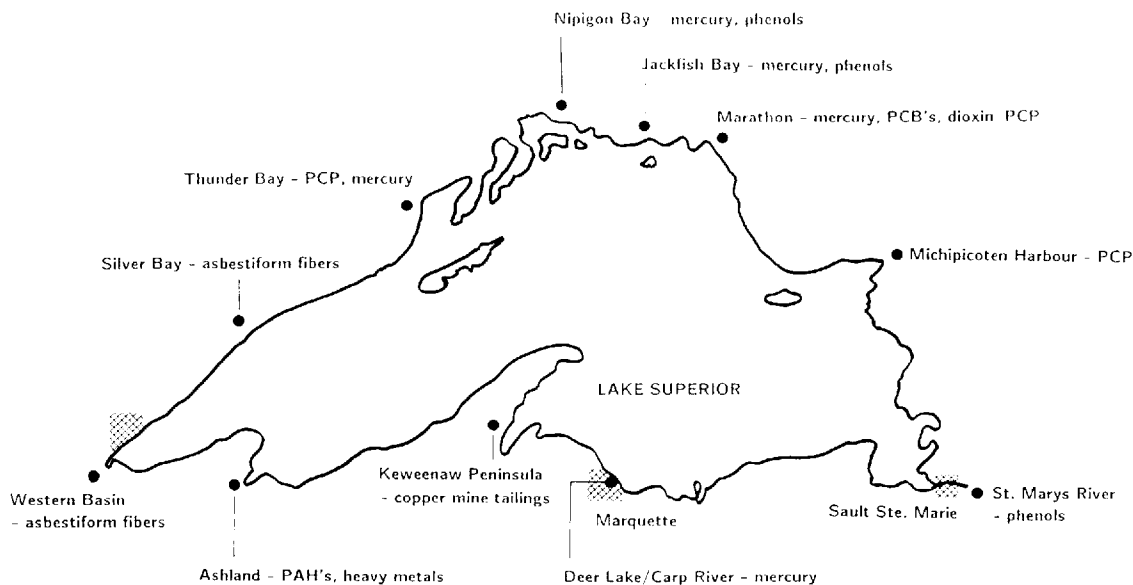 Nipigon Bay - mercury, phenols
Jackfish Bay - mercury, phenols
Marathon - mercury, PCB's, dioxin PCP
Thunder Bay - PCP, mercury
Silver Bay - asbestiform fibers
Michipicoten Harbour - PCP
LAKE SUPERIOR
Keweenaw Peninsula
- copper mine tailings
Western Basin
- asbestiform fibers
Marquette
Sault Ste. Marie
St. Marys River
- phenols
Ashland - PAH's, heavy metals
Deer Lake/Carp River - mercury